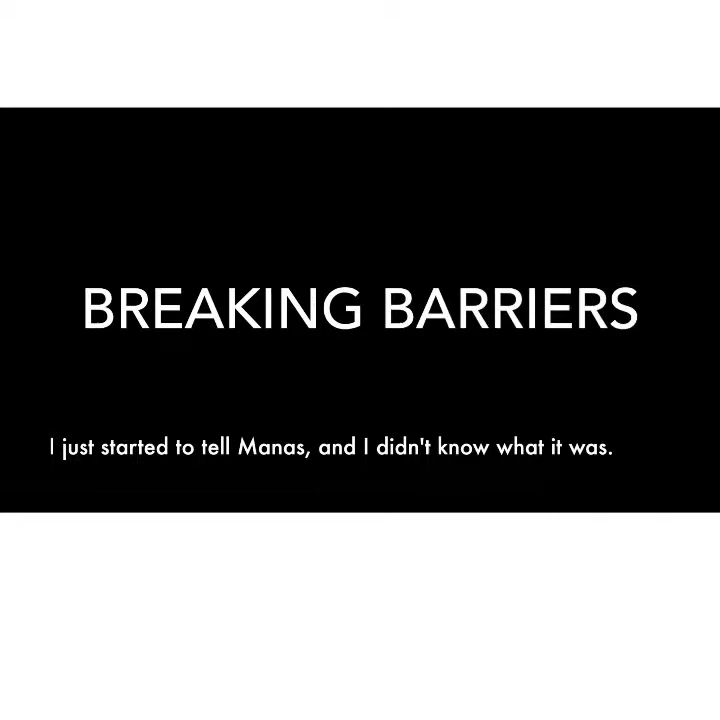 BREAKING BARRIERS
I just started to tell Manas, and I didn't know what it was.